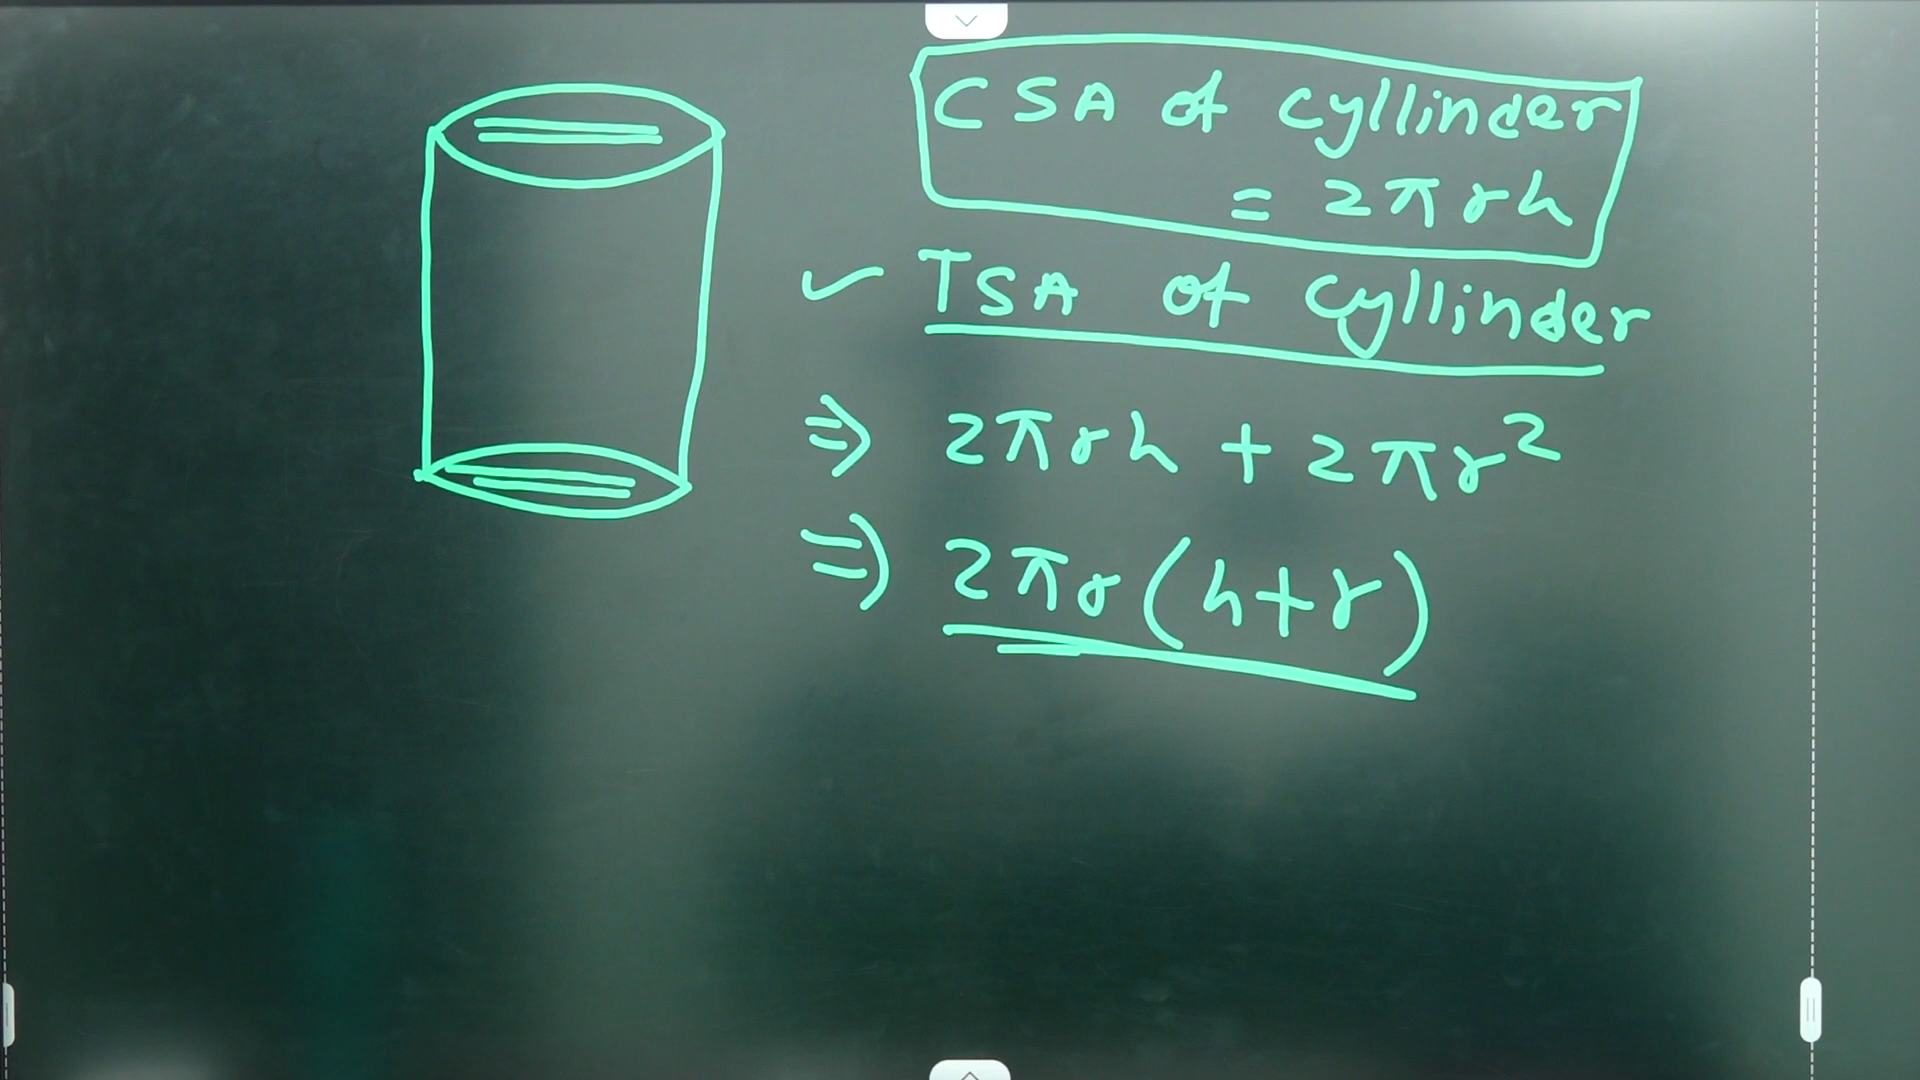 CSA of cyllinder
= 2πrh
✓ TSA of cyllinder
⇒ 2πrh + 2πr²
⇒ 2πr(h+r)